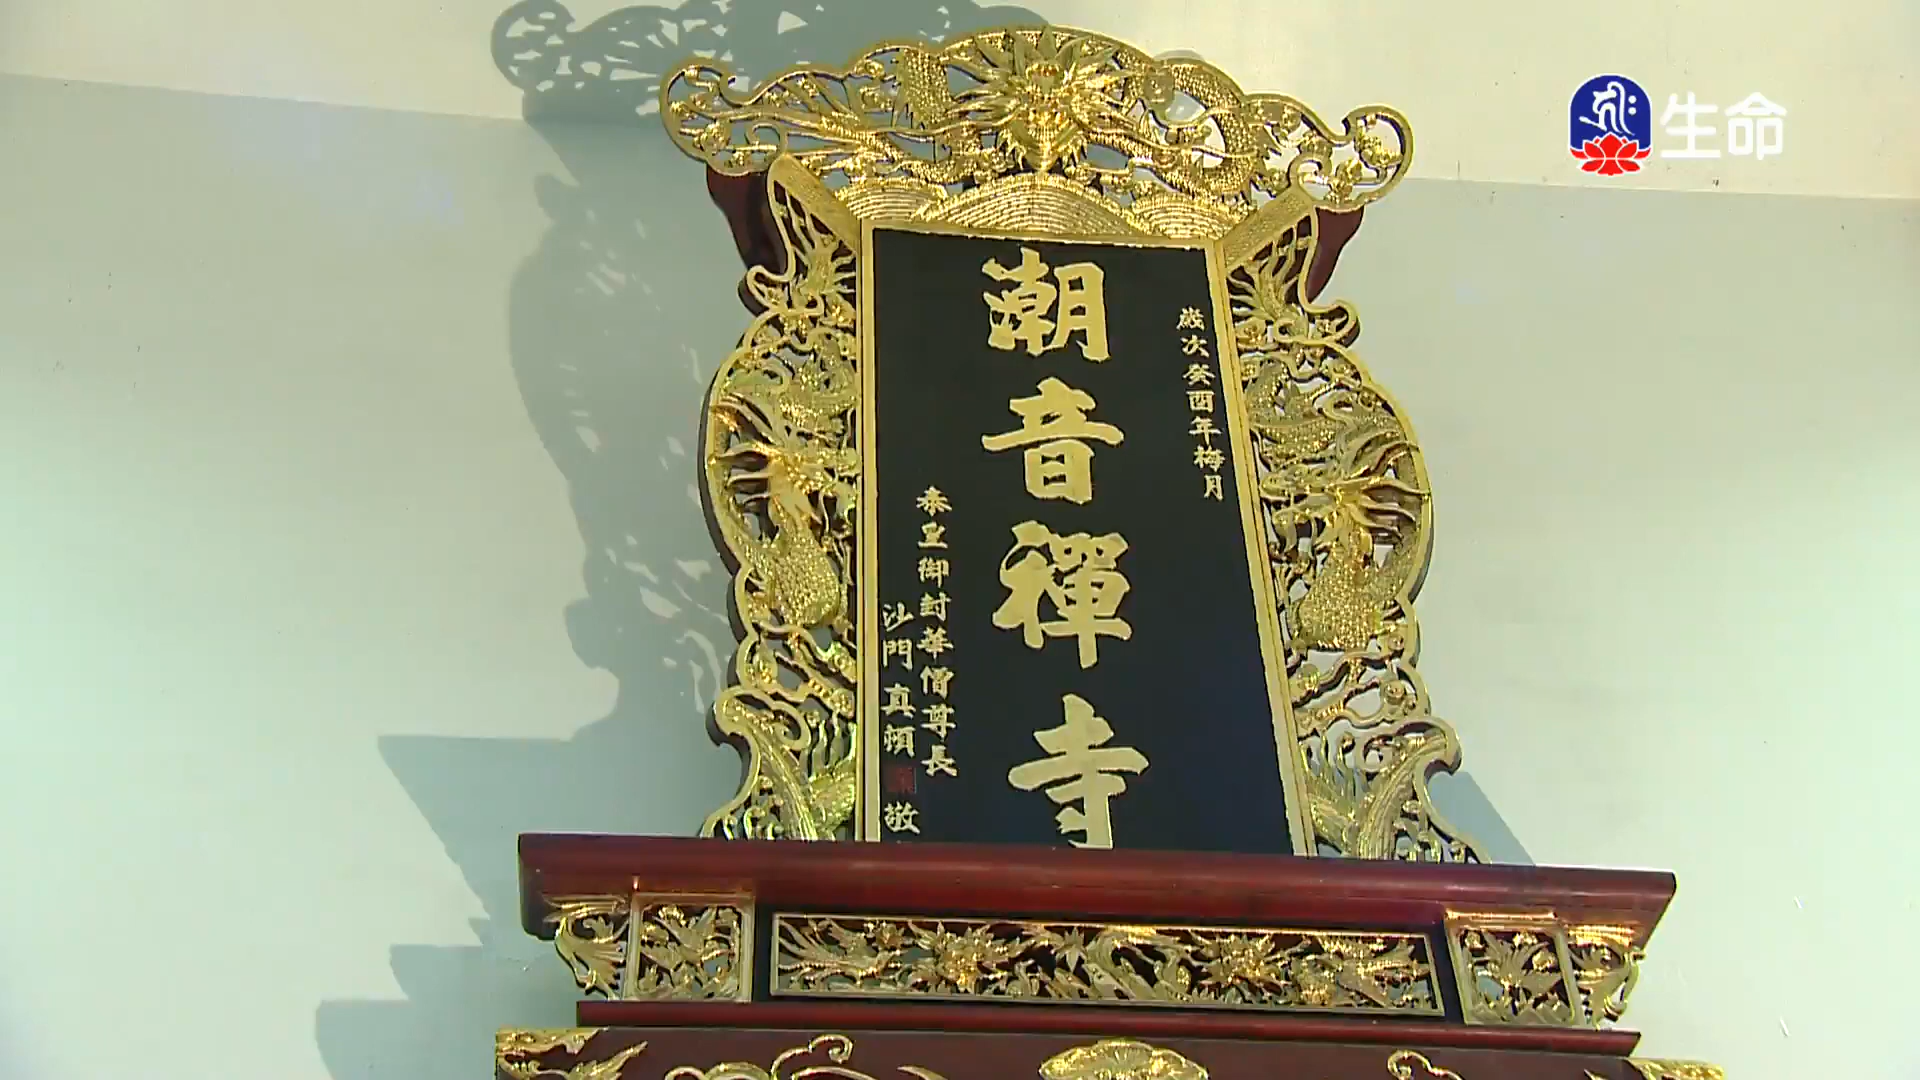 生命
歲次癸酉年梅月
潮音禪寺
泰皇御封華僧尊長
沙門真頓
敬